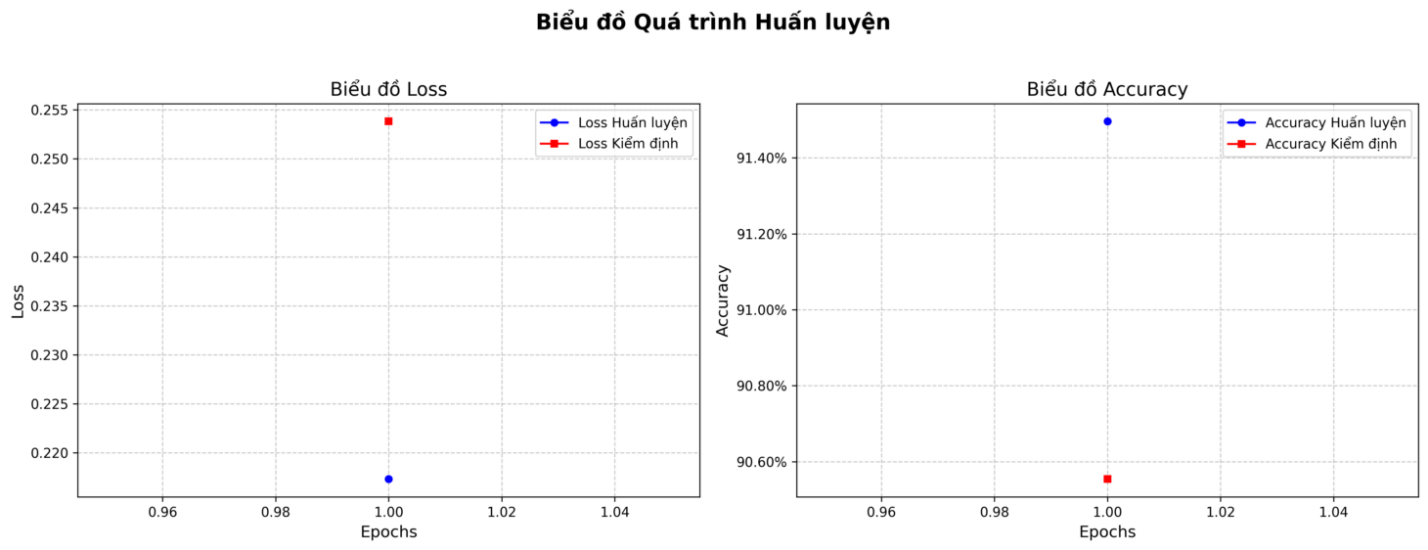 Biểu đồ Quá trình Huấn luyện
Biểu đồ Loss
Loss Huấn luyện
Loss Kiểm định
0.255
0.250
0.245
0.240
0.235
0.230
0.225
0.220
Loss
0.96 0.98 1.00 1.02 1.04
Epochs
Biểu đồ Accuracy
Accuracy Huấn luyện
Accuracy Kiểm định
91.40%
91.20%
91.00%
90.80%
90.60%
Accuracy
0.96 0.98 1.00 1.02 1.04
Epochs